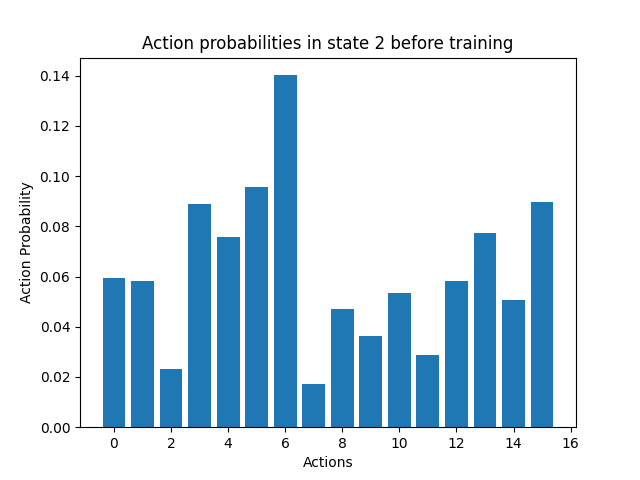 Action probabilities in state 2 before training
0.14
0.12
0.10
0.08
0.06
0.04
0.02
0.00
Action Probability
0 2 4 6 8 10 12 14 16
Actions